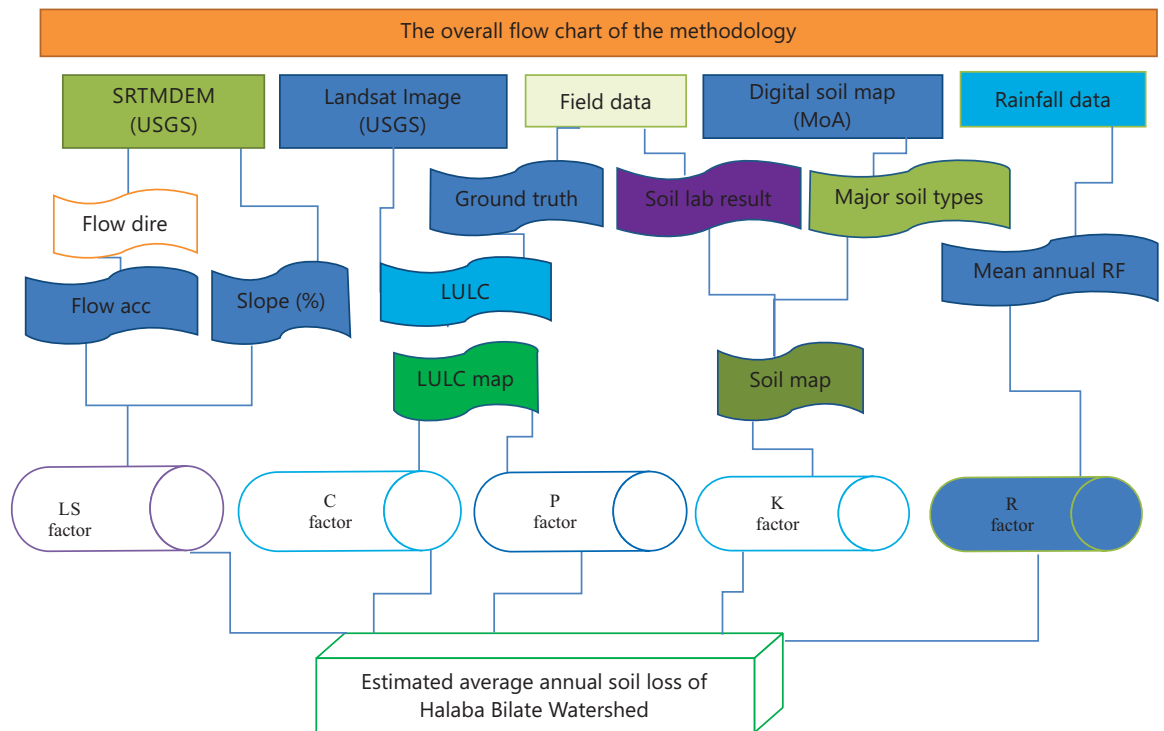 The overall flow chart of the methodology
SRTMDEM
(USGS)
Landsat Image
(USGS)
Field data
Digital soil map
(MoA)
Rainfall data
Flow dire
Ground truth
Soil lab result
Major soil types
Flow acc
Slope (%)
LULC
Mean annual RF
LULC map
Soil map
LS
factor
C
factor
P
factor
K
factor
R
factor
Estimated average annual soil loss of
Halaba Bilate Watershed